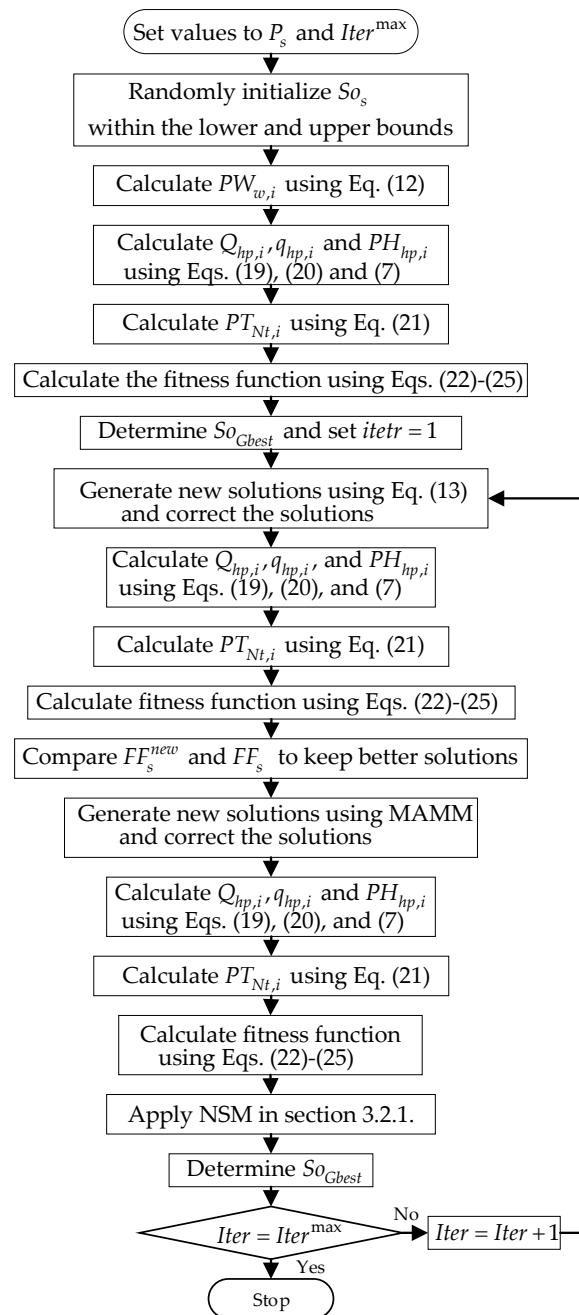 Set values to P_s and Iter^max
Randomly initialize So_s
within the lower and upper bounds
Calculate PW_w,i using Eq. (12)
Calculate Q_hp,i, q_hp,i and PH_hp,i
using Eqs. (19), (20) and (7)
Calculate PT_Nt,i using Eq. (21)
Calculate the fitness function using Eqs. (22)-(25)
Determine So_Gbest and set itetr = 1
Generate new solutions using Eq. (13)
and correct the solutions
Calculate Q_hp,i, q_hp,i, and PH_hp,i
using Eqs. (19), (20), and (7)
Calculate PT_Nt,i using Eq. (21)
Calculate fitness function using Eqs. (22)-(25)
Compare FF_s^new and FF_s to keep better solutions
Generate new solutions using MAMM
and correct the solutions
Calculate Q_hp,i, q_hp,i and PH_hp,i
using Eqs. (19), (20), and (7)
Calculate PT_Nt,i using Eq. (21)
Calculate fitness function
using Eqs. (22)-(25)
Apply NSM in section 3.2.1.
Determine So_Gbest
Iter = Iter^max
No
Iter = Iter + 1
Yes
Stop